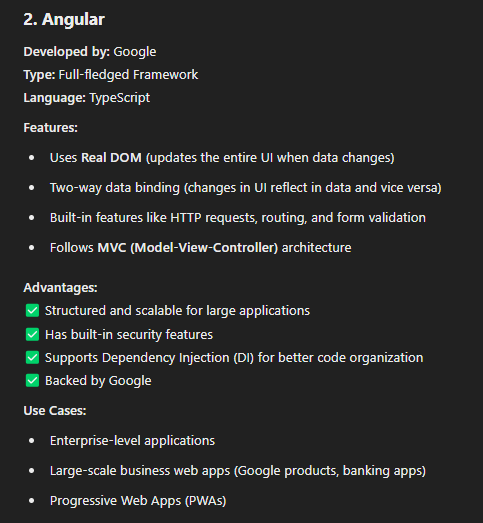 2. Angular
Developed by: Google
Type: Full-fledged Framework
Language: TypeScript
Features:
• Uses Real DOM (updates the entire UI when data changes)
• Two-way data binding (changes in UI reflect in data and vice versa)
• Built-in features like HTTP requests, routing, and form validation
• Follows MVC (Model-View-Controller) architecture
Advantages:
✅ Structured and scalable for large applications
✅ Has built-in security features
✅ Supports Dependency Injection (DI) for better code organization
✅ Backed by Google
Use Cases:
• Enterprise-level applications
• Large-scale business web apps (Google products, banking apps)
• Progressive Web Apps (PWAs)